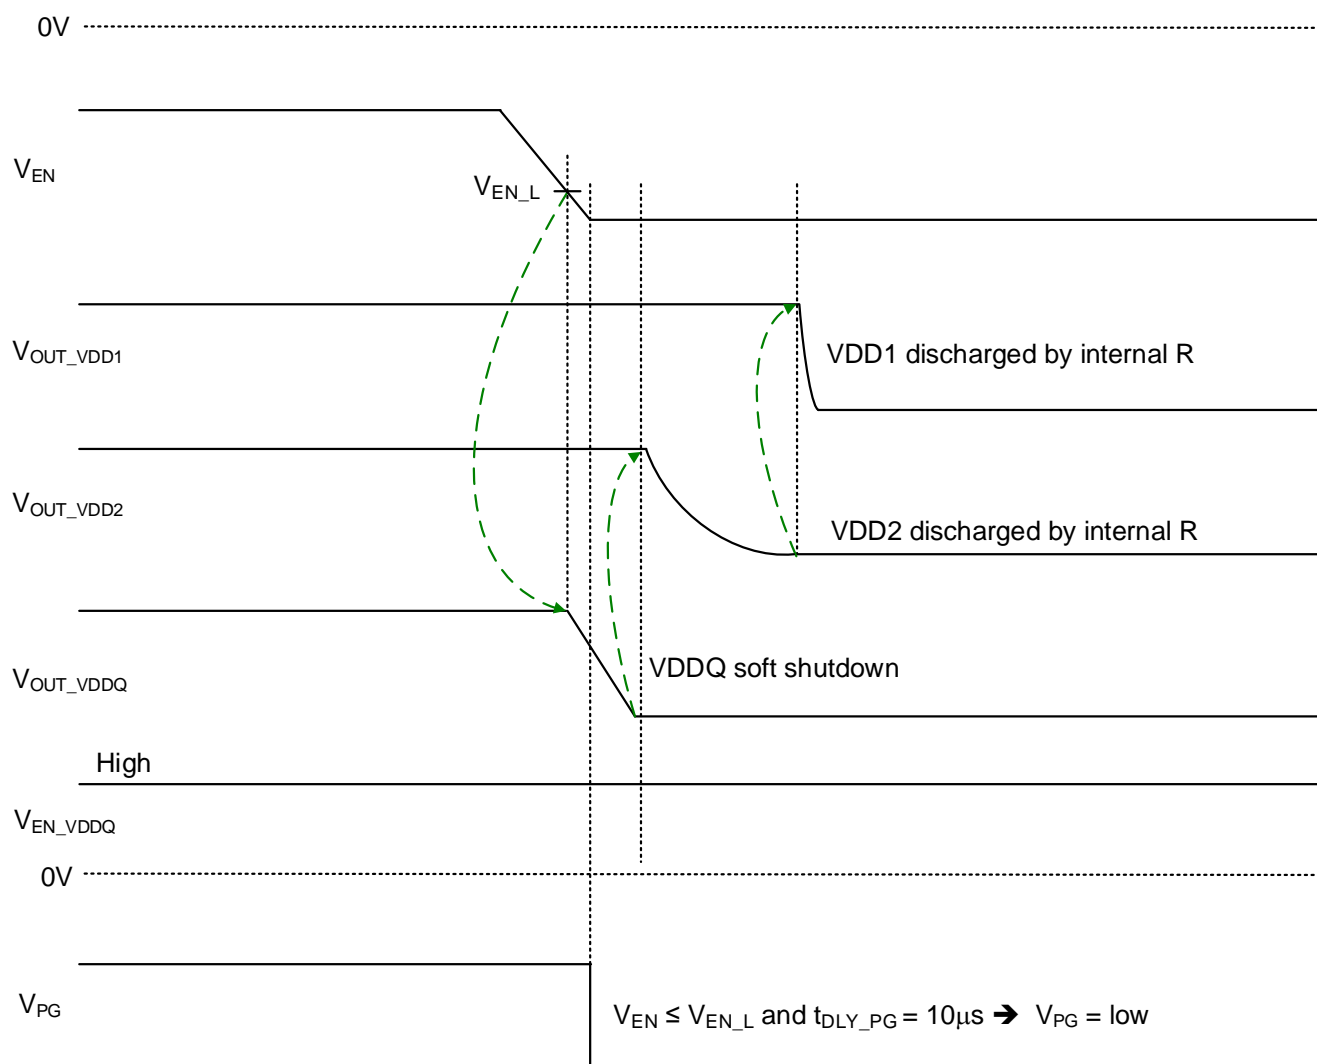 0V
VEN
VEN_L
VOUT_VDD1
VDD1 discharged by internal R
VOUT_VDD2
VDD2 discharged by internal R
VOUT_VDDQ
VDDQ soft shutdown
High
VEN_VDDQ
0V
VPG
VEN ≤ VEN_L and tDLY_PG = 10μs ➔ VPG = low